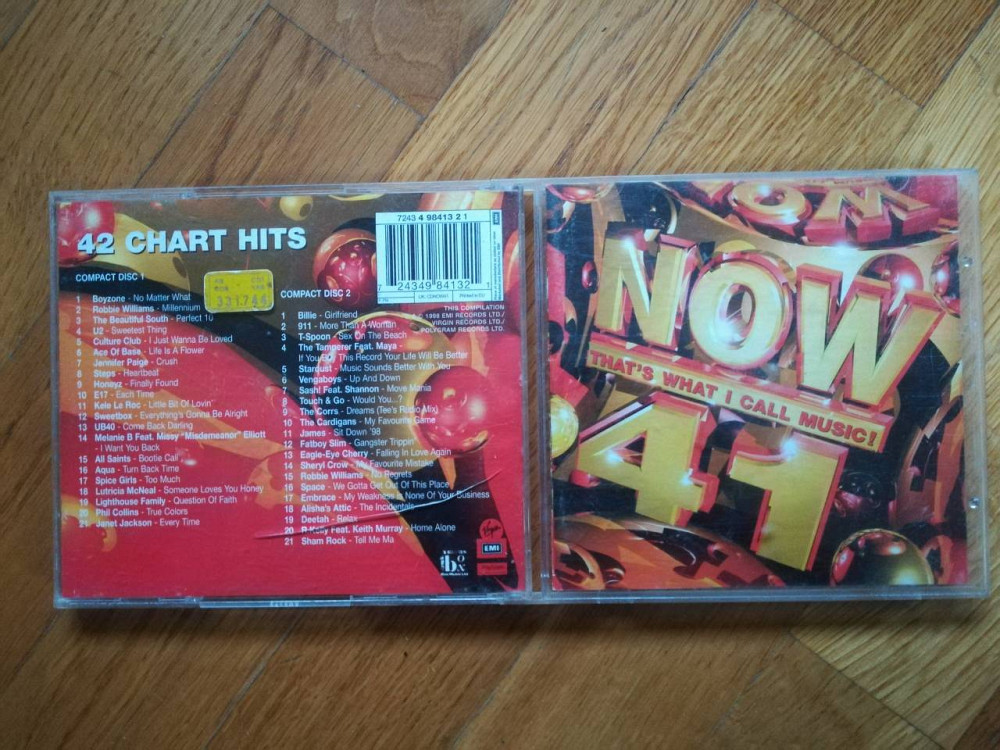 42 CHART HITS
COMPACT DISC 1
1 Boyzone - No Matter What
2 Robbie Williams - Millennium
3 The Beautiful South - Perfect 10
4 U2 - Sweetest Thing
5 Culture Club - I Just Wanna Be Loved
6 Ace Of Base - Life Is A Flower
7 Jennifer Paige - Crush
8 Steps - Heartbeat
9 Honeyz - Finally Found
10 E17 - Each Time
11 Kele Le Roc - Little Bit Of Lovin'
12 Sweetbox - Everything's Gonna Be Alright
13 UB40 - Come Back Darling
14 Melanie B Feat. Missy "Misdemeanor" Elliott
- I Want You Back
15 All Saints - Bootie Call
16 Aqua - Turn Back Time
17 Spice Girls - Too Much
18 Lutricia McNeal - Someone Loves You Honey
19 Lighthouse Family - Question Of Faith
20 Phil Collins - True Colors
21 Janet Jackson - Every Time
331.744
COMPACT DISC 2
1 Billie - Girlfriend
2 911 - More Than A Woman
3 T-Spoon - Sex On The Beach
4 The Tamperer Feat. Maya -
If You Buy This Record Your Life Will Be Better
5 Stardust - Music Sounds Better With You
6 Vengaboys - Up And Down
7 Sash! Feat. Shannon - Move Mania
8 Touch & Go - Would You...?
9 The Corrs - Dreams (Tee's Radio Mix)
10 The Cardigans - My Favourite Game
11 James - Sit Down '98
12 Fatboy Slim - Gangster Trippin'
13 Eagle-Eye Cherry - Falling In Love Again
14 Sheryl Crow - My Favourite Mistake
15 Robbie Williams - No Regrets
16 Space - We Gotta Get Out Of This Place
17 Embrace - My Weakness Is None Of Your Business
18 Alisha's Attic - The Incidentals
19 Deetah - Relax
20 R Kelly Feat. Keith Murray - Home Alone
21 Sham Rock - Tell Me Ma
7243 4 98413 2 1
7 24349 84132 1
UK: CDNOW41
Printed in EU
THIS COMPILATION
1998 EMI RECORDS LTD./
VIRGIN RECORDS LTD./
POLYGRAM RECORDS LTD.
box
Virgin
EMI
NOW
THAT'S WHAT I CALL MUSIC!
41